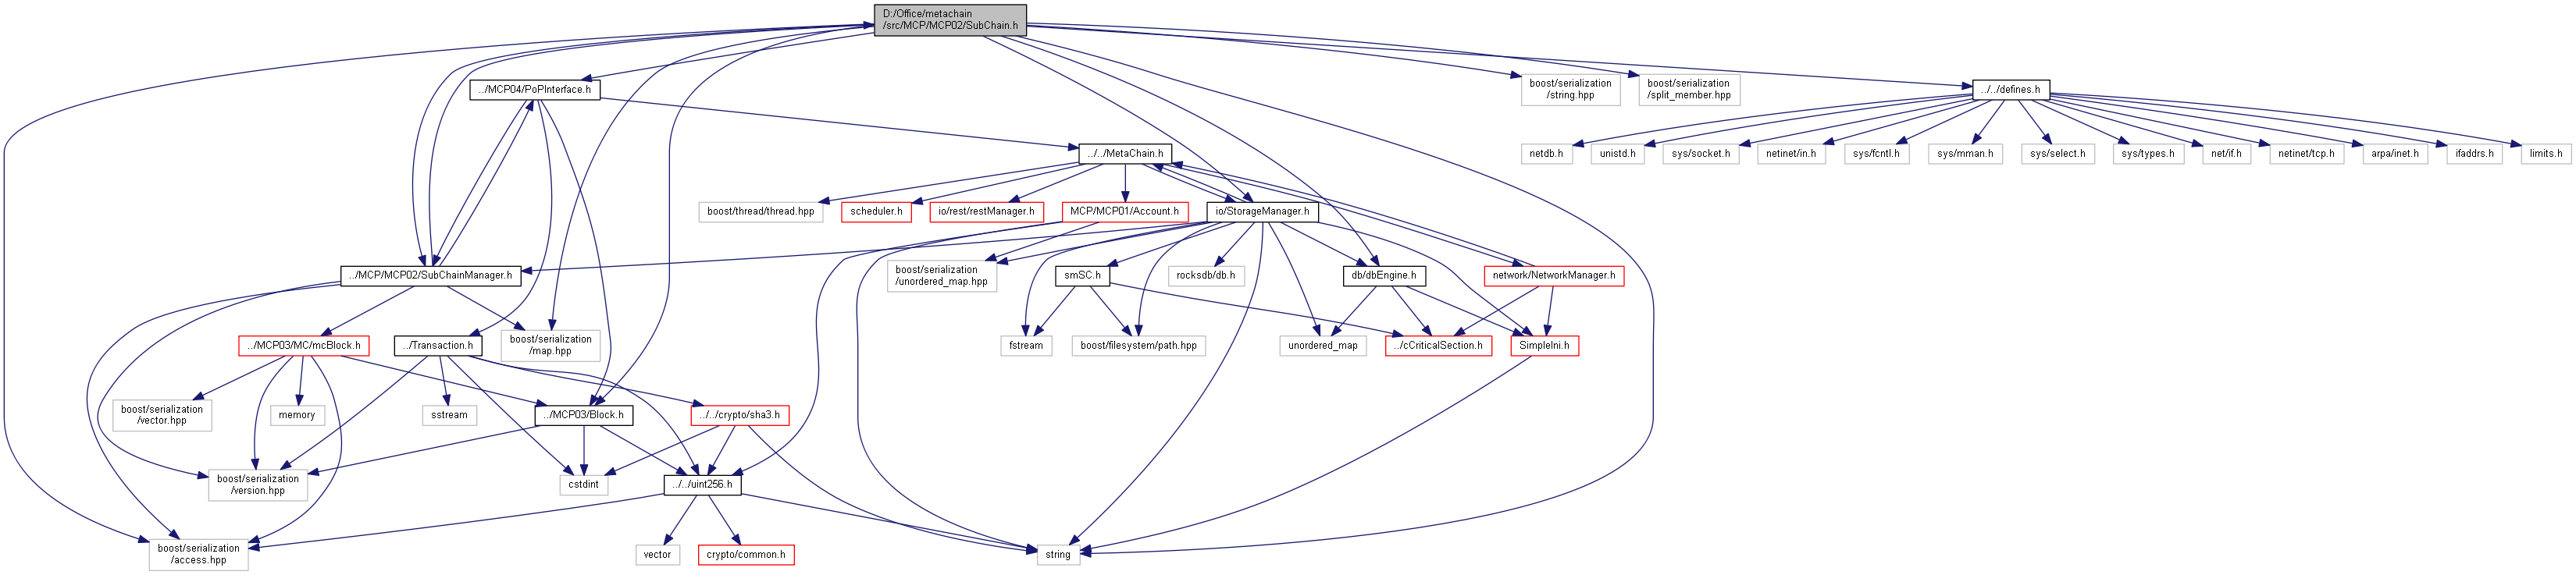 D:/Office/metachain
/src/MCP/MCP02/SubChain.h
../MCP04/PoPInterface.h
boost/serialization
/string.hpp
boost/serialization
/split_member.hpp
../../defines.h
../../MetaChain.h
netdb.h
unistd.h
sys/socket.h
netinet/in.h
sys/fcntl.h
sys/mman.h
sys/select.h
sys/types.h
net/if.h
netinet/tcp.h
arpa/inet.h
ifaddrs.h
limits.h
boost/thread/thread.hpp
scheduler.h
io/rest/restManager.h
MCP/MCP01/Account.h
io/StorageManager.h
../MCP/MCP02/SubChainManager.h
boost/serialization
/unordered_map.hpp
smSC.h
rocksdb/db.h
db/dbEngine.h
network/NetworkManager.h
../MCP03/MC/mcBlock.h
../Transaction.h
boost/serialization
/map.hpp
fstream
boost/filesystem/path.hpp
unordered_map
../cCriticalSection.h
SimpleIni.h
boost/serialization
/vector.hpp
memory
sstream
../MCP03/Block.h
../../crypto/sha3.h
boost/serialization
/version.hpp
cstdint
../../uint256.h
boost/serialization
/access.hpp
vector
crypto/common.h
string